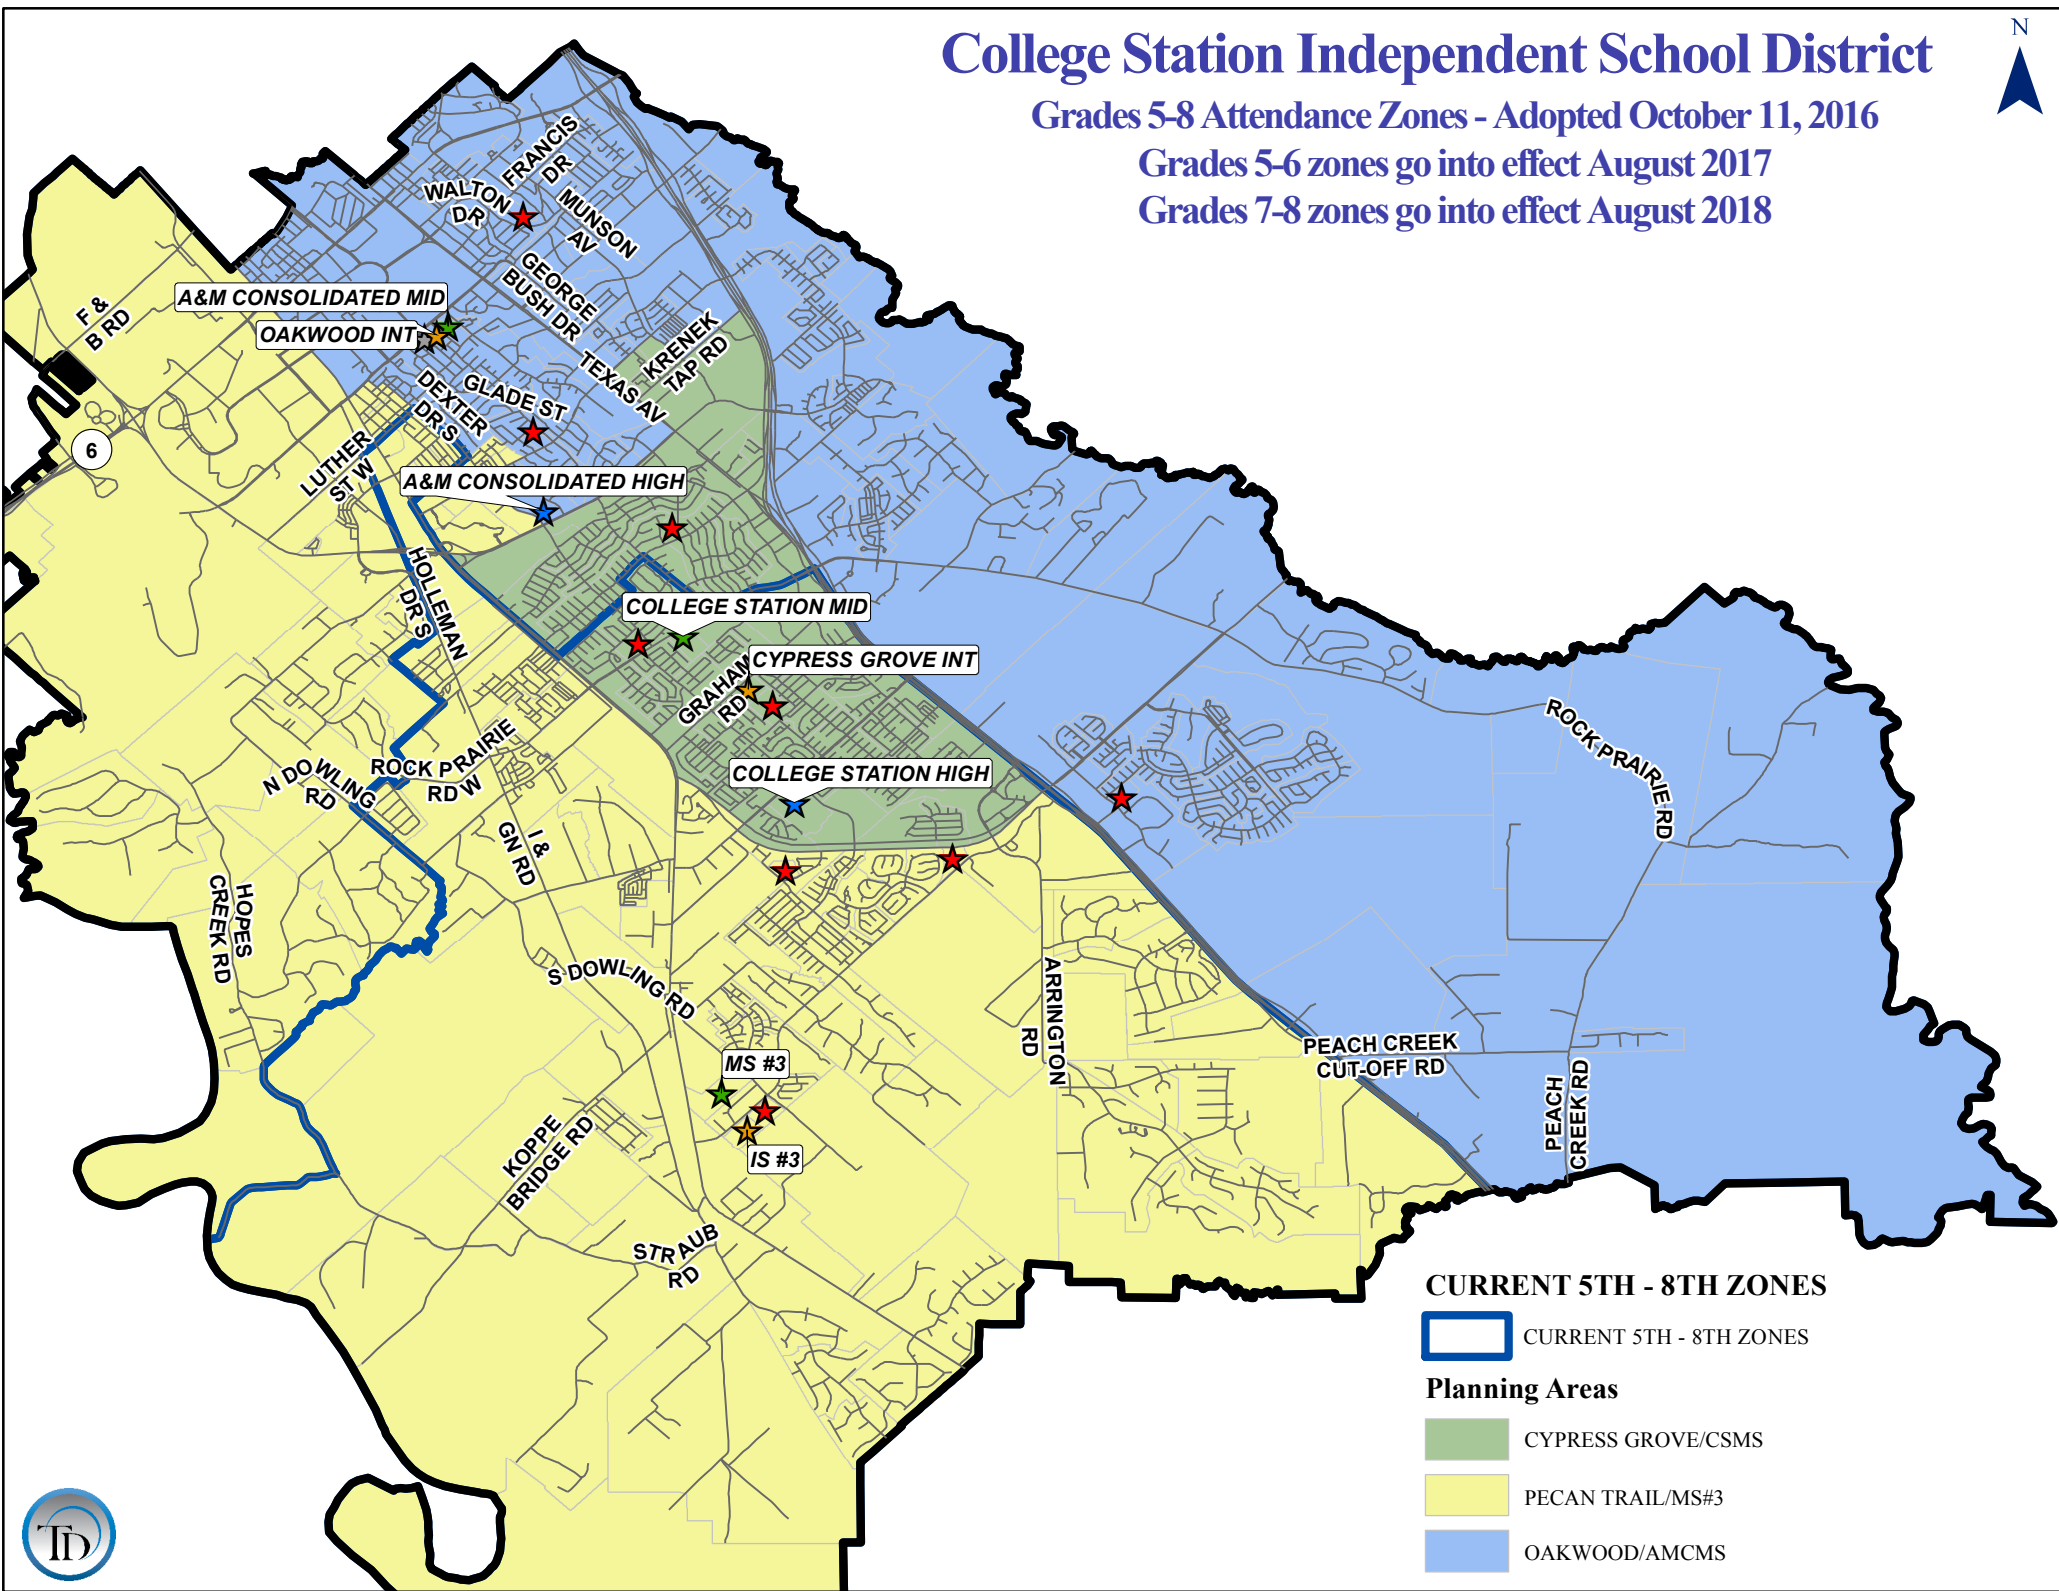 College Station Independent School District
Grades 5-8 Attendance Zones - Adopted October 11, 2016
Grades 5-6 zones go into effect August 2017
Grades 7-8 zones go into effect August 2018
N
FRANCIS
DR
WALTON
DR
MUNSON
AV
GEORGE
BUSH DR
A&M CONSOLIDATED MID
OAKWOOD INT
F &
B RD
KRENEK
TAP RD
TEXAS AV
GLADE ST
DEXTER
DR S
6
LUTHER
ST W
A&M CONSOLIDATED HIGH
HOLLEMAN
DR S
COLLEGE STATION MID
CYPRESS GROVE INT
GRAHAM
RD
COLLEGE STATION HIGH
ROCK PRAIRIE
RD W
N DOWLING
RD
ROCK PRAIRIE RD
I &
GN RD
HOPES
CREEK RD
S DOWLING RD
ARRINGTON
RD
PEACH CREEK
CUT-OFF RD
PEACH
CREEK RD
MS #3
IS #3
KOPPE
BRIDGE RD
STRAUB
RD
CURRENT 5TH - 8TH ZONES
CURRENT 5TH - 8TH ZONES
Planning Areas
CYPRESS GROVE/CSMS
PECAN TRAIL/MS#3
OAKWOOD/AMCMS
TD